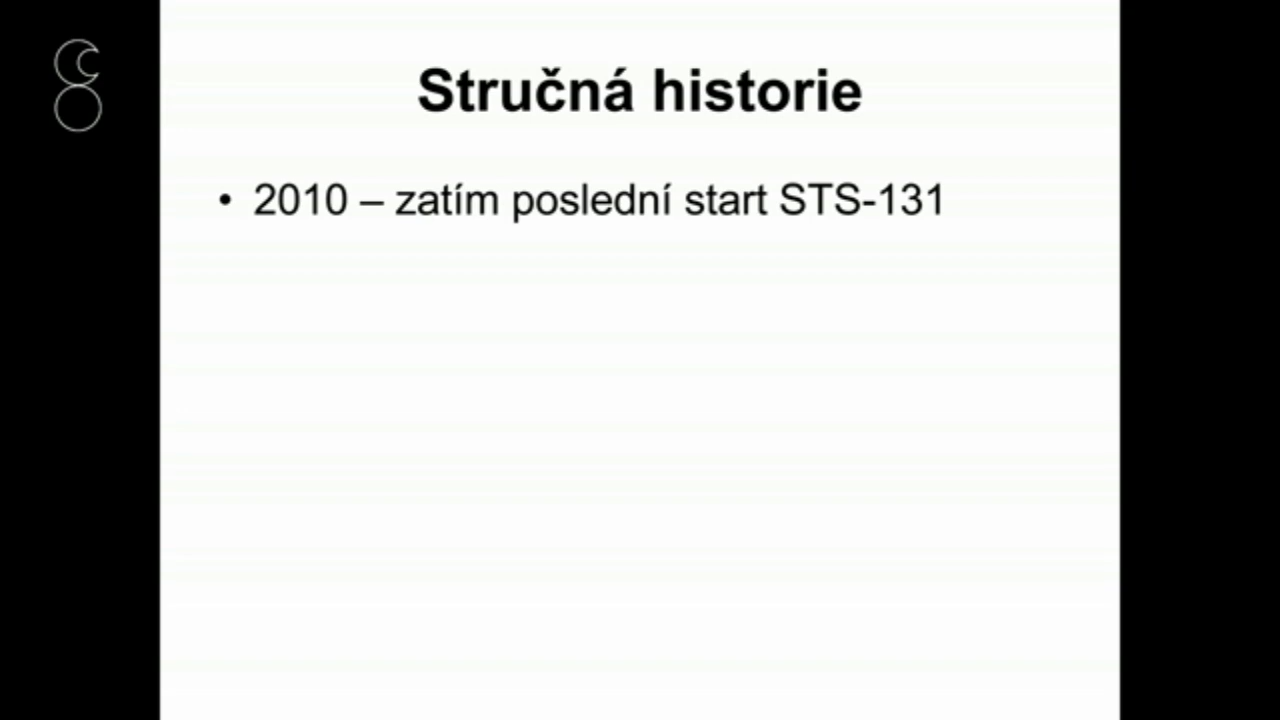 Stručná historie
• 2010 – zatím poslední start STS-131